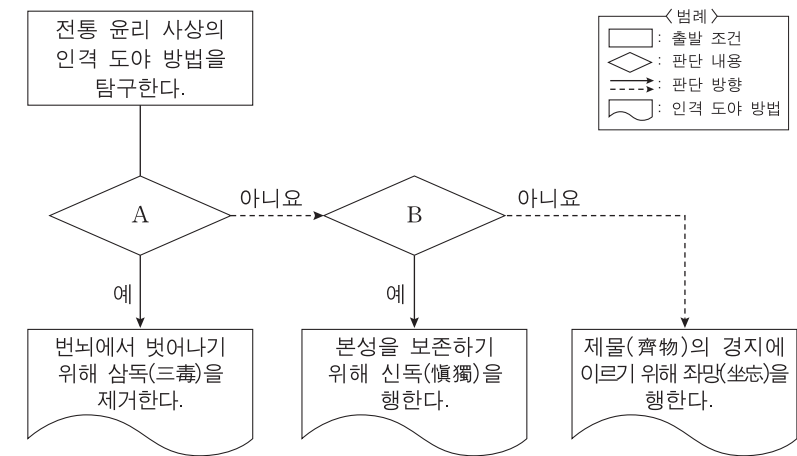 전통 윤리 사상의
인격 도야 방법을
탐구한다.
〈범례〉
: 출발 조건
: 판단 내용
: 판단 방향
: 인격 도야 방법
A
아니요
B
아니요
예
예
번뇌에서 벗어나기
위해 삼독(三毒)을
제거한다.
본성을 보존하기
위해 신독(愼獨)을
행한다.
제물(齊物)의 경지에
이르기 위해 좌망(坐忘)을
행한다.